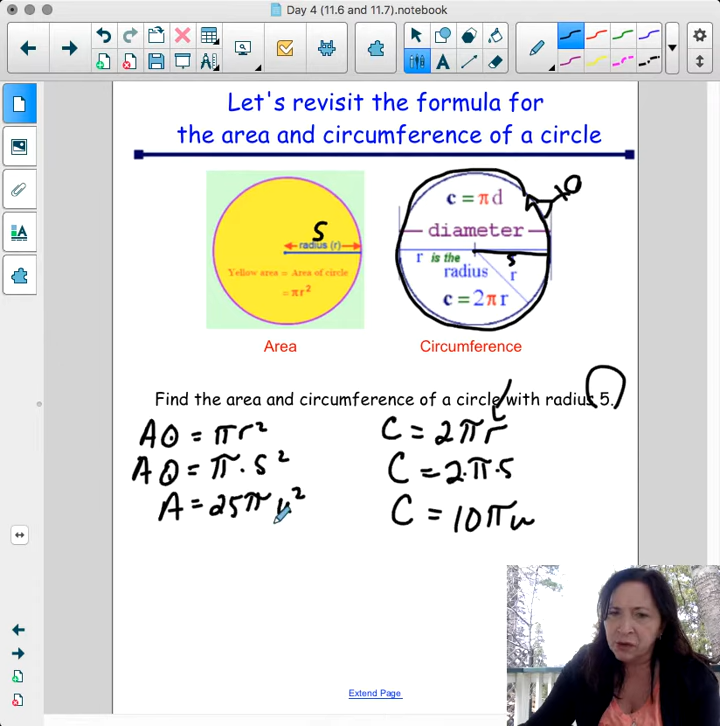 Day 4 (11.6 and 11.7).notebook
Let's revisit the formula for
the area and circumference of a circle
5
radius (r)
Yellow area = Area of circle
= πr²
Area
c = πd
diameter
r is the
radius
5
r
c = 2πr
Circumference
Find the area and circumference of a circle with radius 5.
A⊙ = πr²
A⊙ = π · 5²
A = 25π u²
C = 2πr
C = 2·π·5
C = 10πu
Extend Page